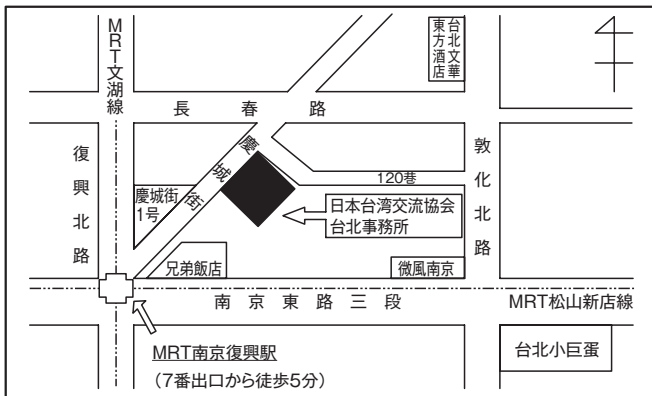 MRT文湖線
台北文華
東方酒店
長春路
復興北路
慶城街
敦化北路
120巷
慶城街
1号
日本台湾交流協会
台北事務所
兄弟飯店
微風南京
南京東路三段
MRT松山新店線
MRT南京復興駅
(7番出口から徒歩5分)
台北小巨蛋